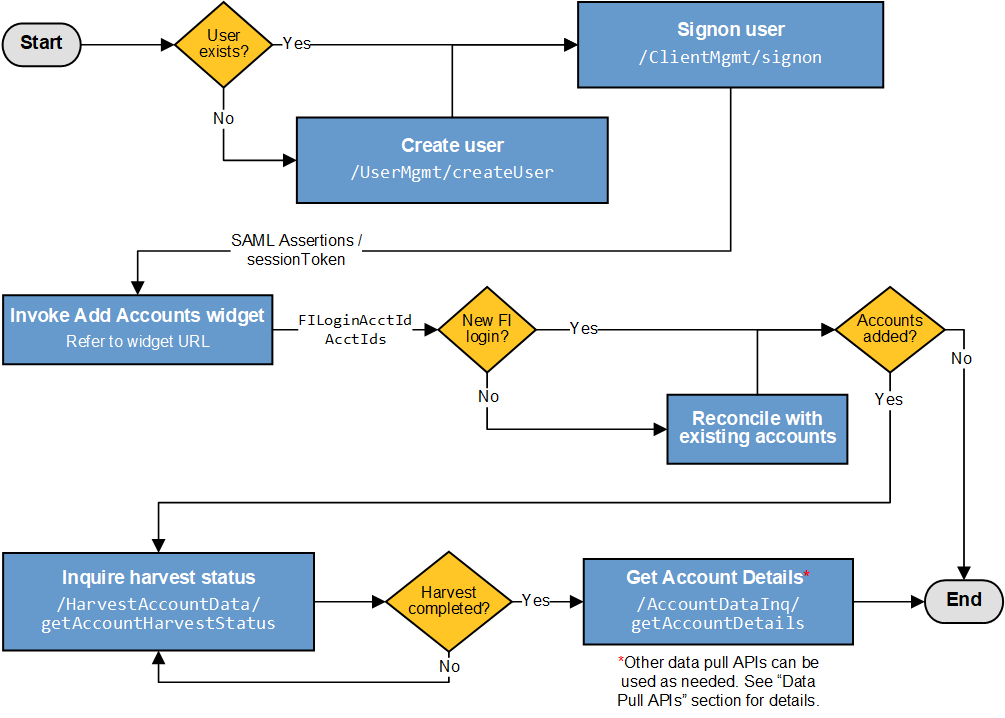 Start
User
exists?
Yes
Signon user
/ClientMgmt/signon
No
Create user
/UserMgmt/createUser
SAML Assertions /
sessionToken
Invoke Add Accounts widget
Refer to widget URL
FILoginAcctId
AcctIds
New FI
login?
Yes
Accounts
added?
No
No
Yes
Reconcile with
existing accounts
Inquire harvest status
/HarvestAccountData/
getAccountHarvestStatus
Harvest
completed?
Yes
Get Account Details*
/AccountDataInq/
getAccountDetails
End
No
*Other data pull APIs can be
used as needed. See “Data
Pull APIs” section for details.